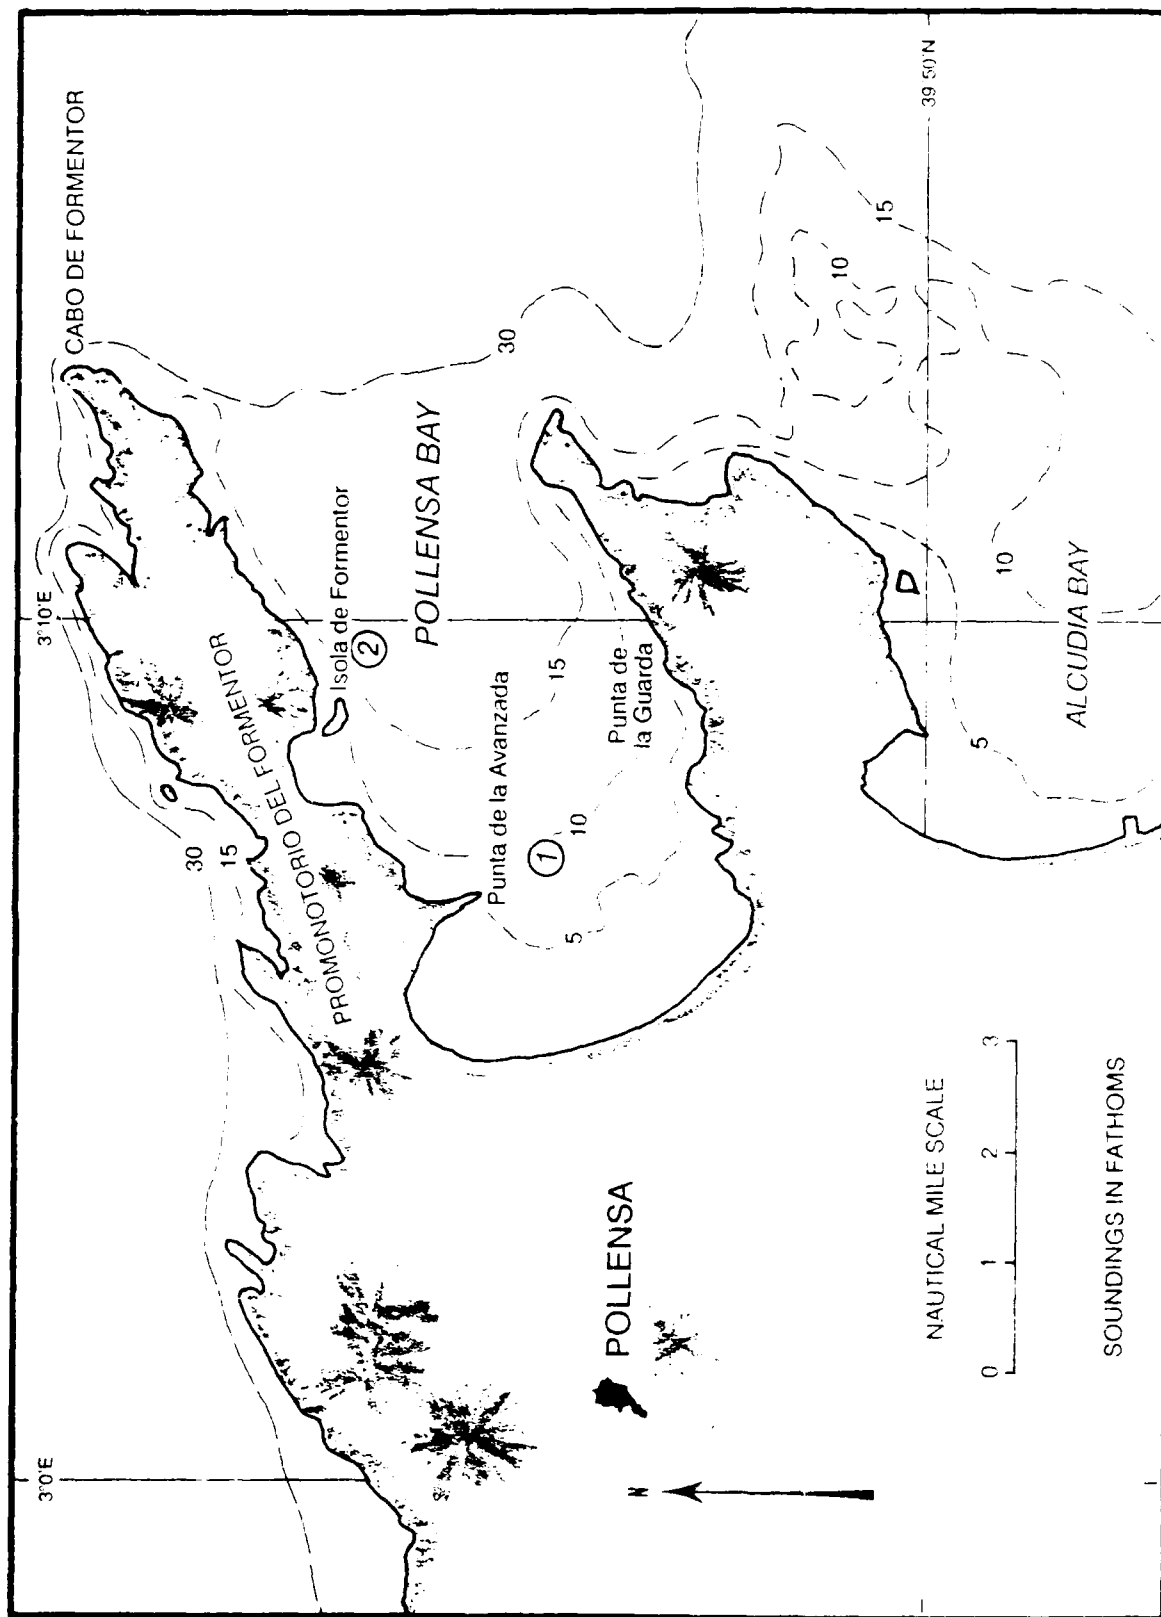 3°0'E
3°10'E
CABO DE FORMENTOR
30
15
PROMONOTORIO DEL FORMENTOR
Isola de Formentor
2
POLLENSA BAY
30
Punta de la Avanzada
1
5
10
15
Punta de
la Guarda
POLLENSA
N
15
10
39°50'N
10
5
ALCUDIA BAY
NAUTICAL MILE SCALE
0 1 2 3
SOUNDINGS IN FATHOMS